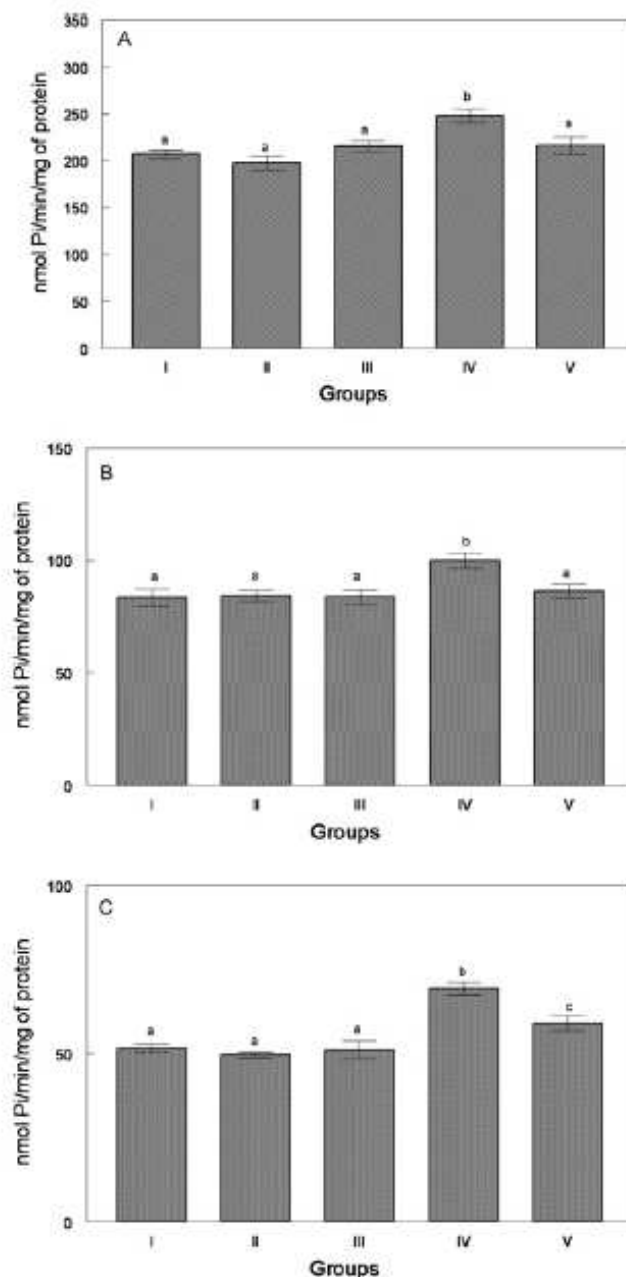 A
350
300
250
200
150
100
50
0
nmol Pi/min/mg of protein
a a a b a
I II III IV V
Groups
B
150
100
50
0
nmol Pi/min/mg of protein
a a a b a
I II III IV V
Groups
C
100
50
0
nmol Pi/min/mg of protein
a a a b c
I II III IV V
Groups